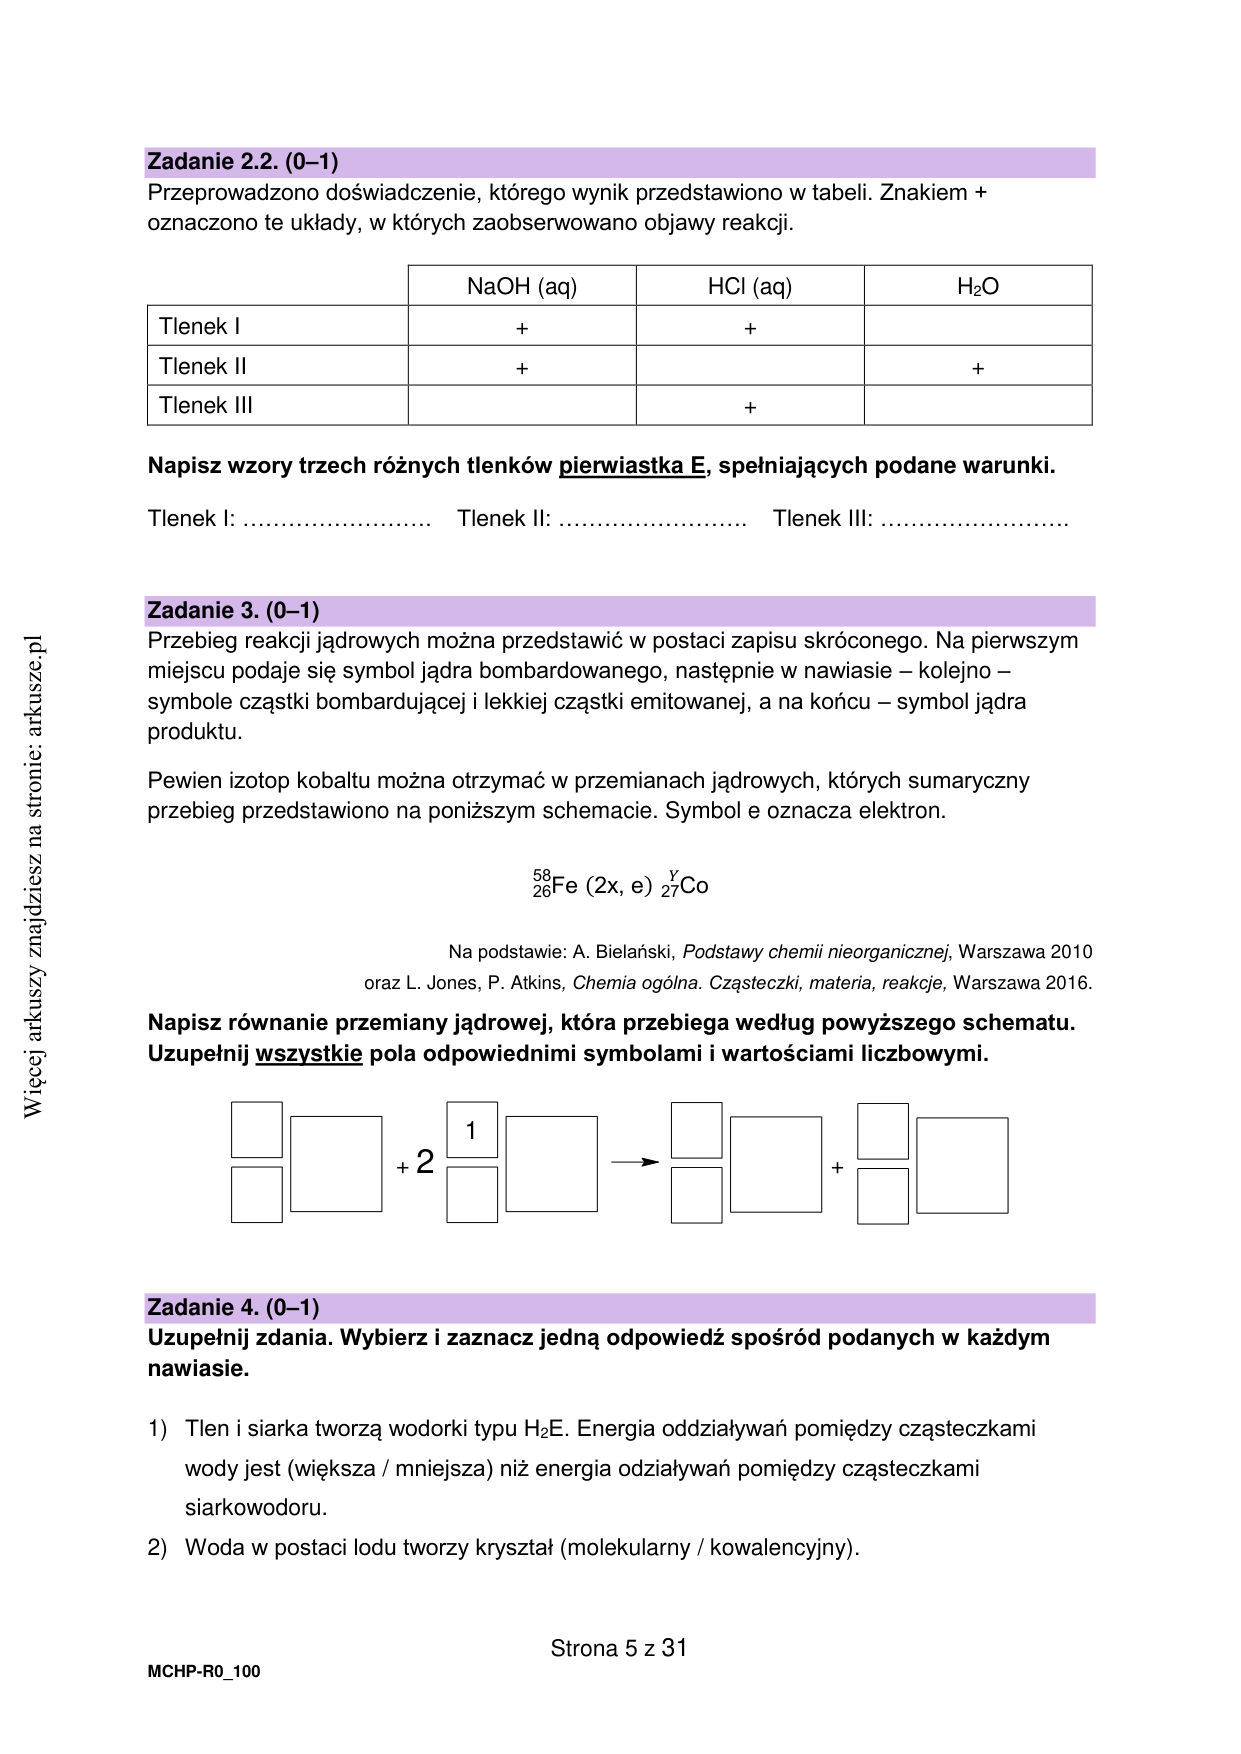 Zadanie 2.2. (0–1)
Przeprowadzono doświadczenie, którego wynik przedstawiono w tabeli. Znakiem +
oznaczono te układy, w których zaobserwowano objawy reakcji.
NaOH (aq) HCl (aq) H₂O
Tlenek I + +
Tlenek II + +
Tlenek III +
Napisz wzory trzech różnych tlenków pierwiastka E, spełniających podane warunki.
Tlenek I: ……………………. Tlenek II: ……………………. Tlenek III: …………………….
Zadanie 3. (0–1)
Przebieg reakcji jądrowych można przedstawić w postaci zapisu skróconego. Na pierwszym
miejscu podaje się symbol jądra bombardowanego, następnie w nawiasie – kolejno –
symbole cząstki bombardującej i lekkiej cząstki emitowanej, a na końcu – symbol jądra
produktu.
Pewien izotop kobaltu można otrzymać w przemianach jądrowych, których sumaryczny
przebieg przedstawiono na poniższym schemacie. Symbol e oznacza elektron.
⁵⁸₂₆Fe (2x, e) ʸ₂₇Co
Na podstawie: A. Bielański, Podstawy chemii nieorganicznej, Warszawa 2010
oraz L. Jones, P. Atkins, Chemia ogólna. Cząsteczki, materia, reakcje, Warszawa 2016.
Napisz równanie przemiany jądrowej, która przebiega według powyższego schematu.
Uzupełnij wszystkie pola odpowiednimi symbolami i wartościami liczbowymi.
+ 2 1 +
Zadanie 4. (0–1)
Uzupełnij zdania. Wybierz i zaznacz jedną odpowiedź spośród podanych w każdym
nawiasie.
1) Tlen i siarka tworzą wodorki typu H₂E. Energia oddziaływań pomiędzy cząsteczkami
wody jest (większa / mniejsza) niż energia odziaływań pomiędzy cząsteczkami
siarkowodoru.
2) Woda w postaci lodu tworzy kryształ (molekularny / kowalencyjny).
Strona 5 z 31
MCHP-R0_100
Więcej arkuszy znajdziesz na stronie: arkusze.pl